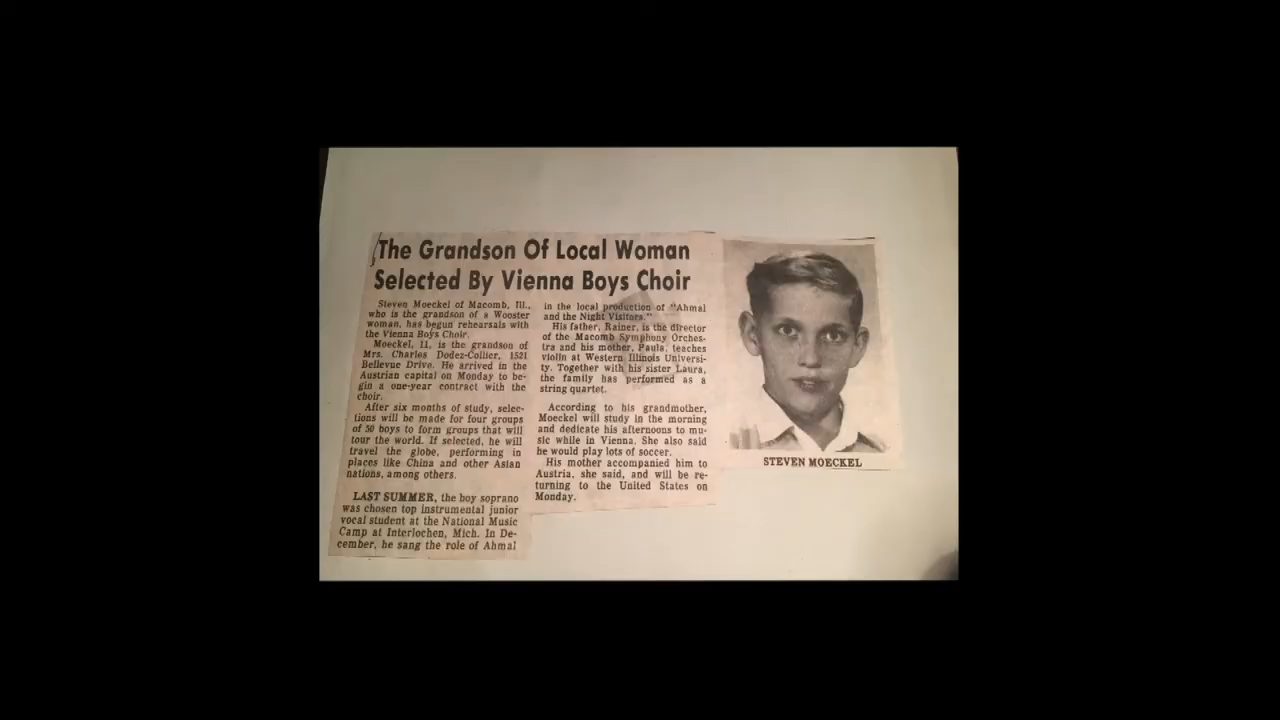 The Grandson Of Local Woman
Selected By Vienna Boys Choir
Steven Moeckel of Macomb, Ill.,
who is the grandson of a Wooster
woman, has begun rehearsals with
the Vienna Boys Choir.
Moeckel, 11, is the grandson of
Mrs. Charles Dodez-Collier, 1521
Bellevue Drive. He arrived in the
Austrian capital on Monday to be-
gin a one-year contract with the
choir.
After six months of study, selec-
tions will be made for four groups
of 50 boys to form groups that will
tour the world. If selected, he will
travel the globe, performing in
places like China and other Asian
nations, among others.
LAST SUMMER, the boy soprano
was chosen top instrumental junior
vocal student at the National Music
Camp at Interlochen, Mich. In De-
cember, he sang the role of Ahmal
in the local production of "Ahmal
and the Night Visitors."
His father, Rainer, is the director
of the Macomb Symphony Orches-
tra and his mother, Paula, teaches
violin at Western Illinois Universi-
ty. Together with his sister Laura,
the family has performed as a
string quartet.
According to his grandmother,
Moeckel will study in the morning
and dedicate his afternoons to mu-
sic while in Vienna. She also said
he would play lots of soccer.
His mother accompanied him to
Austria, she said, and will be re-
turning to the United States on
Monday.
STEVEN MOECKEL